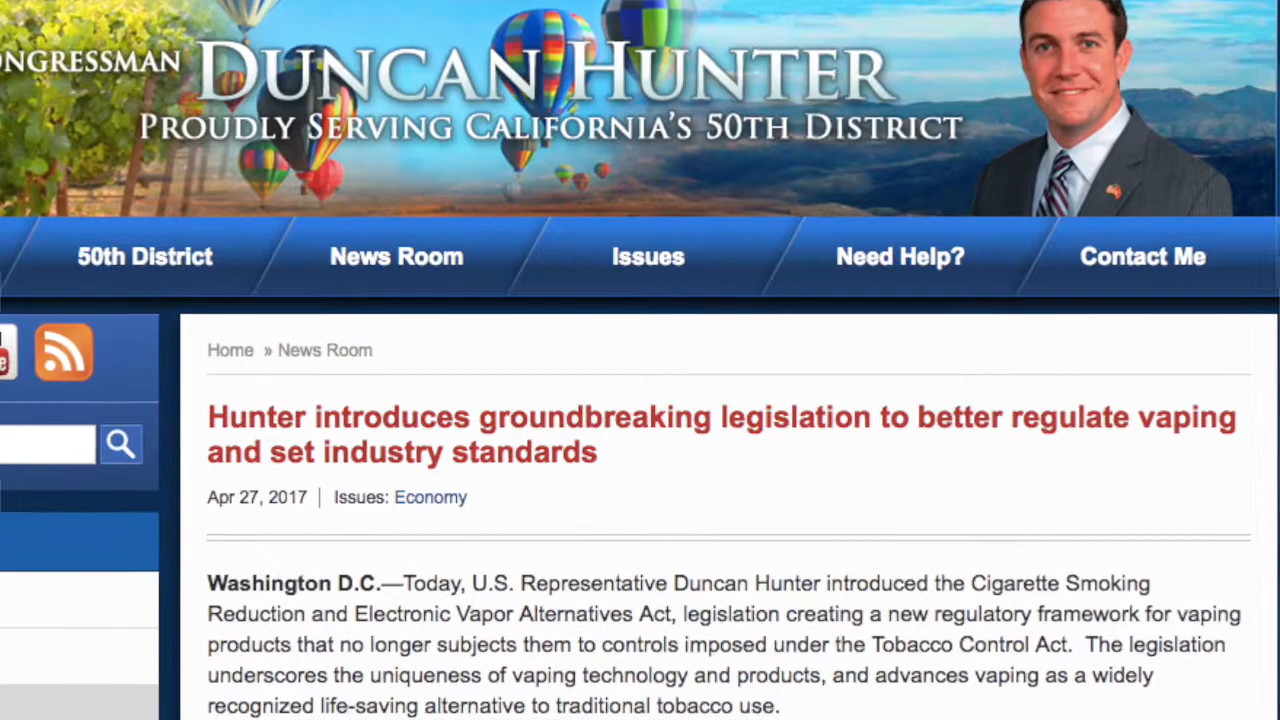 CONGRESSMAN DUNCAN HUNTER
PROUDLY SERVING CALIFORNIA'S 50TH DISTRICT
50th District News Room Issues Need Help? Contact Me
Home » News Room
Hunter introduces groundbreaking legislation to better regulate vaping
and set industry standards
Apr 27, 2017 | Issues: Economy
Washington D.C.—Today, U.S. Representative Duncan Hunter introduced the Cigarette Smoking
Reduction and Electronic Vapor Alternatives Act, legislation creating a new regulatory framework for vaping
products that no longer subjects them to controls imposed under the Tobacco Control Act.  The legislation
underscores the uniqueness of vaping technology and products, and advances vaping as a widely
recognized life-saving alternative to traditional tobacco use.